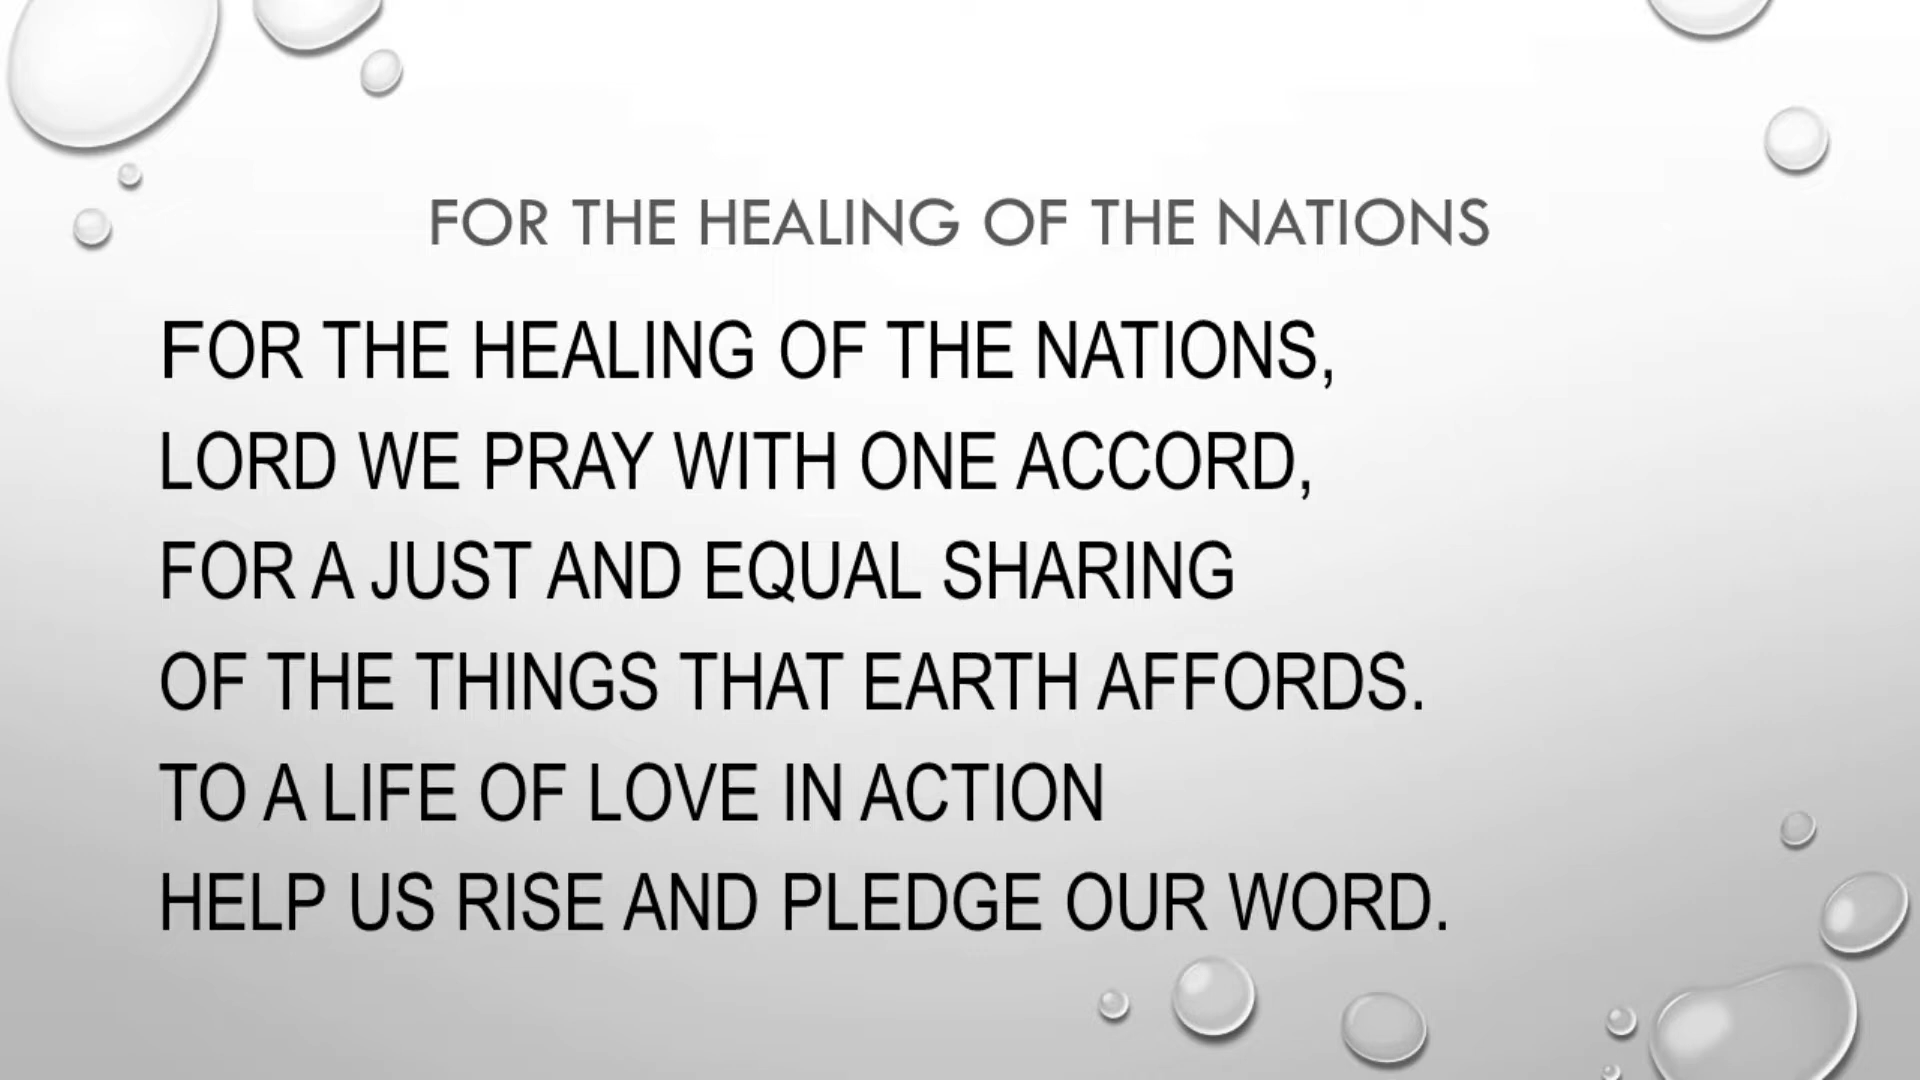 FOR THE HEALING OF THE NATIONS
FOR THE HEALING OF THE NATIONS,
LORD WE PRAY WITH ONE ACCORD,
FOR A JUST AND EQUAL SHARING
OF THE THINGS THAT EARTH AFFORDS.
TO A LIFE OF LOVE IN ACTION
HELP US RISE AND PLEDGE OUR WORD.